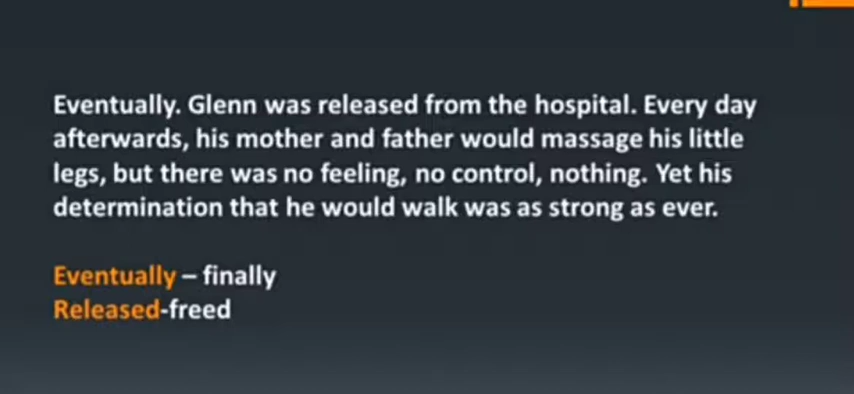 Eventually. Glenn was released from the hospital. Every day
afterwards, his mother and father would massage his little
legs, but there was no feeling, no control, nothing. Yet his
determination that he would walk was as strong as ever.
Eventually – finally
Released-freed